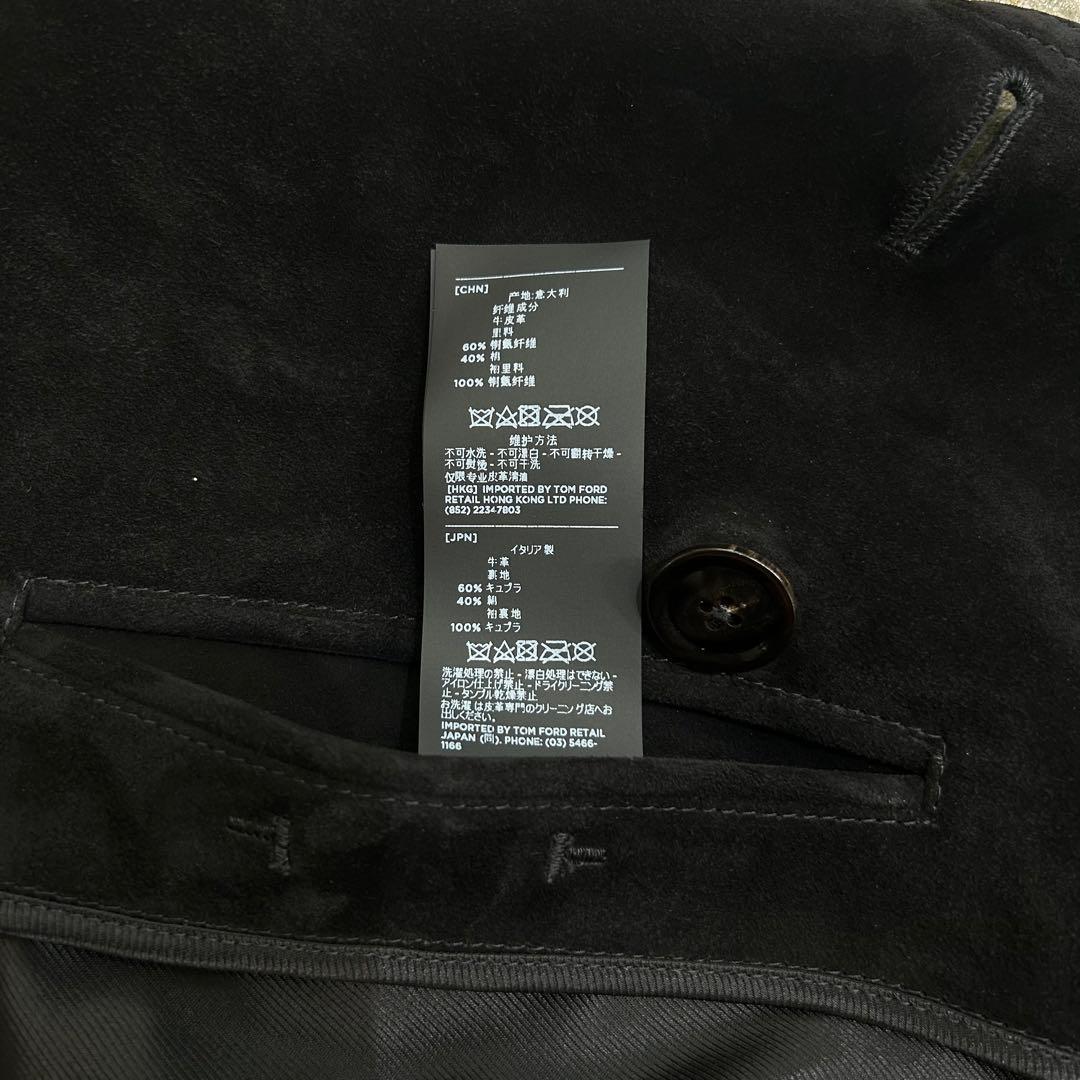 [CHN]
产地:意大利
纤维成分
牛皮革
里料
60% 铜氨纤维
40% 棉
袖里料
100% 铜氨纤维
维护方法
不可水洗 - 不可漂白 - 不可翻转干燥 -
不可熨烫 - 不可干洗
仅限专业皮革清洁
[HKG] IMPORTED BY TOM FORD
RETAIL HONG KONG LTD PHONE:
(852) 22347803
[JPN]
イタリア製
牛革
裏地
60% キュプラ
40% 綿
袖裏地
100% キュプラ
洗濯処理の禁止 - 漂白処理はできない -
アイロン仕上げ禁止 - ドライクリーニング禁
止 - タンブル乾燥禁止
お洗濯は皮革専門のクリーニング店へお
出しください。
IMPORTED BY TOM FORD RETAIL
JAPAN (同). PHONE: (03) 5466-
1166